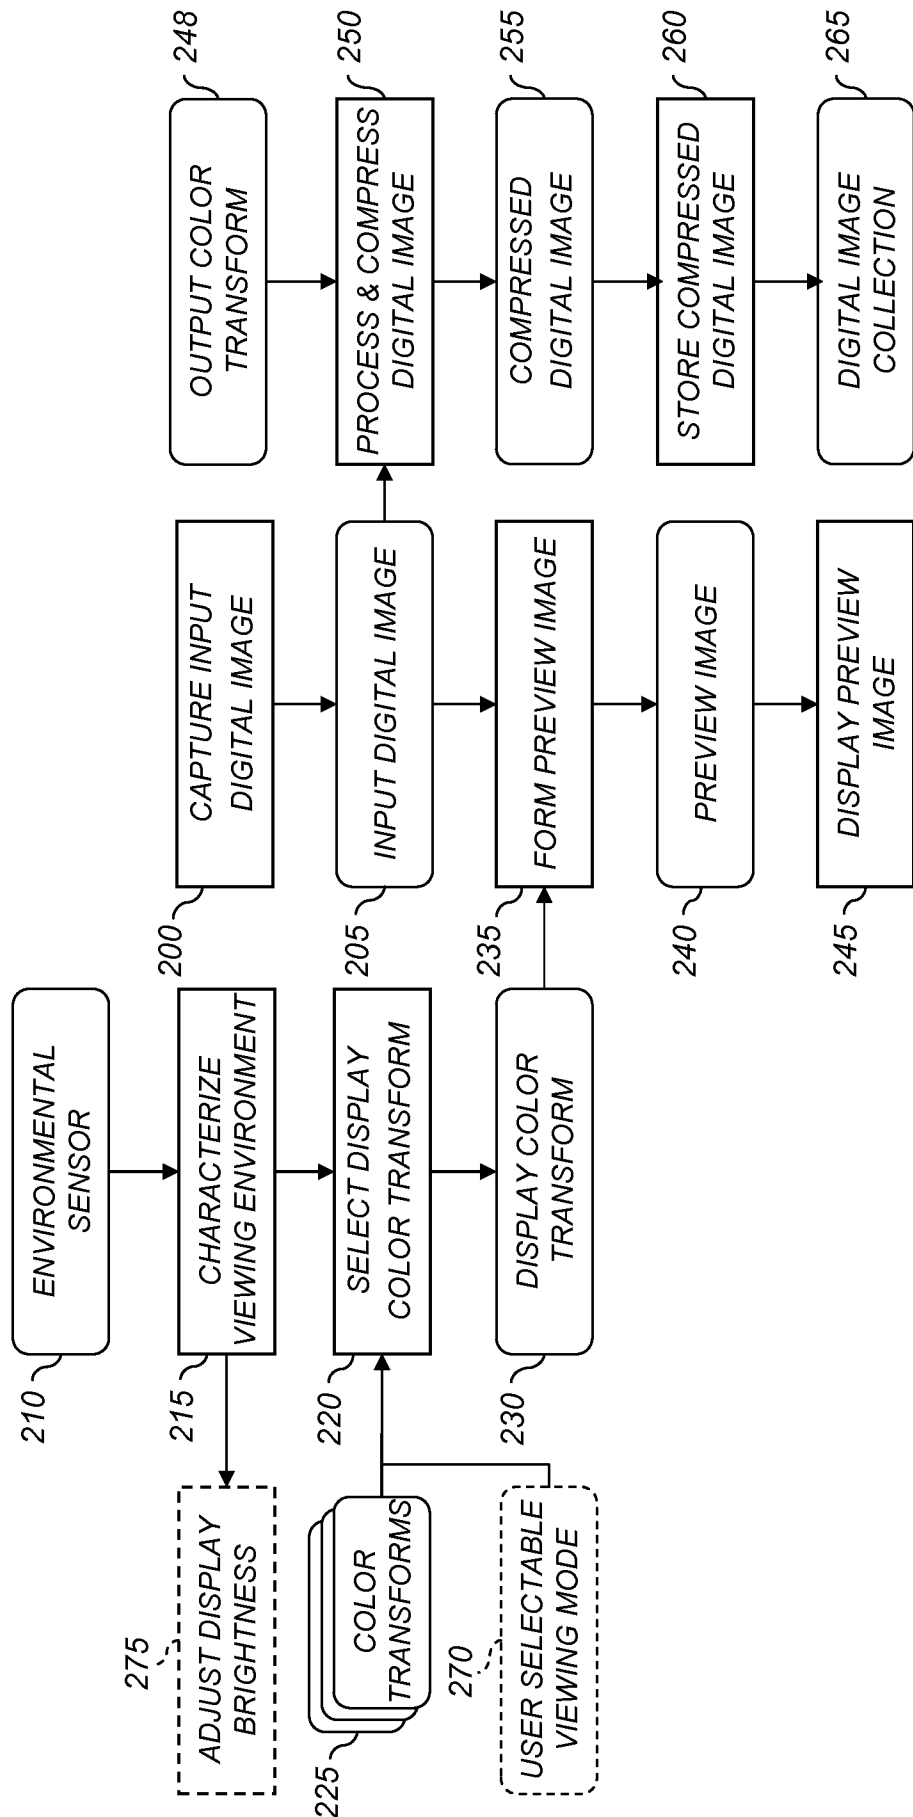 275
ADJUST DISPLAY
BRIGHTNESS
225
COLOR
TRANSFORMS
270
USER SELECTABLE
VIEWING MODE
210
ENVIRONMENTAL
SENSOR
215
CHARACTERIZE
VIEWING ENVIRONMENT
220
SELECT DISPLAY
COLOR TRANSFORM
230
DISPLAY COLOR
TRANSFORM
200
CAPTURE INPUT
DIGITAL IMAGE
205
INPUT DIGITAL IMAGE
235
FORM PREVIEW IMAGE
240
PREVIEW IMAGE
245
DISPLAY PREVIEW
IMAGE
248
OUTPUT COLOR
TRANSFORM
250
PROCESS & COMPRESS
DIGITAL IMAGE
255
COMPRESSED
DIGITAL IMAGE
260
STORE COMPRESSED
DIGITAL IMAGE
265
DIGITAL IMAGE
COLLECTION